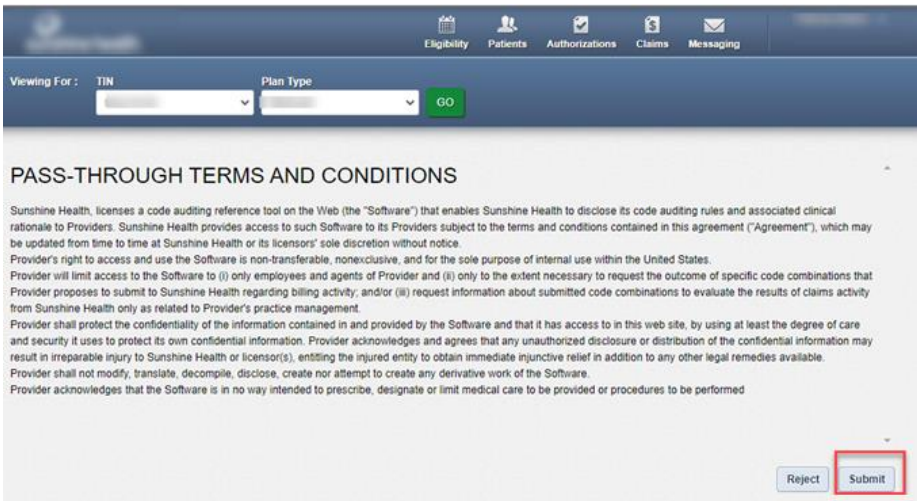 Eligibility Patients Authorizations Claims Messaging
Viewing For : TIN Plan Type
GO
PASS-THROUGH TERMS AND CONDITIONS
Sunshine Health, licenses a code auditing reference tool on the Web (the "Software") that enables Sunshine Health to disclose its code auditing rules and associated clinical
rationale to Providers. Sunshine Health provides access to such Software to its Providers subject to the terms and conditions contained in this agreement ("Agreement"), which may
be updated from time to time at Sunshine Health or its licensors' sole discretion without notice.
Provider's right to access and use the Software is non-transferable, nonexclusive, and for the sole purpose of internal use within the United States.
Provider will limit access to the Software to (i) only employees and agents of Provider and (ii) only to the extent necessary to request the outcome of specific code combinations that
Provider proposes to submit to Sunshine Health regarding billing activity; and/or (iii) request information about submitted code combinations to evaluate the results of claims activity
from Sunshine Health only as related to Provider's practice management.
Provider shall protect the confidentiality of the information contained in and provided by the Software and that it has access to in this web site, by using at least the degree of care
and security it uses to protect its own confidential information. Provider acknowledges and agrees that any unauthorized disclosure or distribution of the confidential information may
result in irreparable injury to Sunshine Health or licensor(s), entitling the injured entity to obtain immediate injunctive relief in addition to any other legal remedies available.
Provider shall not modify, translate, decompile, disclose, create nor attempt to create any derivative work of the Software.
Provider acknowledges that the Software is in no way intended to prescribe, designate or limit medical care to be provided or procedures to be performed
Reject Submit